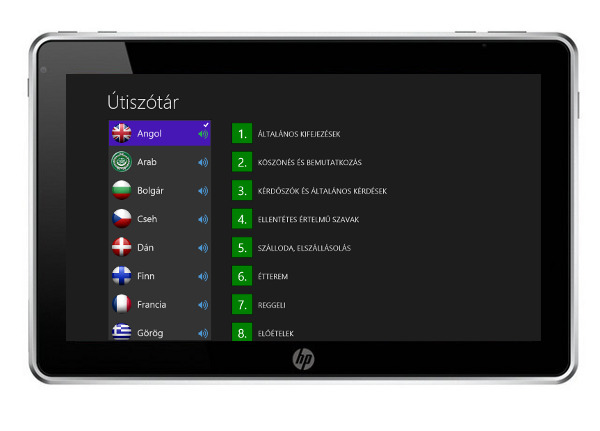 Útiszótár
Angol
Arab
Bolgár
Cseh
Dán
Finn
Francia
Görög
1. ÁLTALÁNOS KIFEJEZÉSEK
2. KÖSZÖNÉS ÉS BEMUTATKOZÁS
3. KÉRDŐSZÓK ÉS ÁLTALÁNOS KÉRDÉSEK
4. ELLENTÉTES ÉRTELMŰ SZAVAK
5. SZÁLLODA, ELSZÁLLÁSOLÁS
6. ÉTTEREM
7. REGGELI
8. ELŐÉTELEK
hp